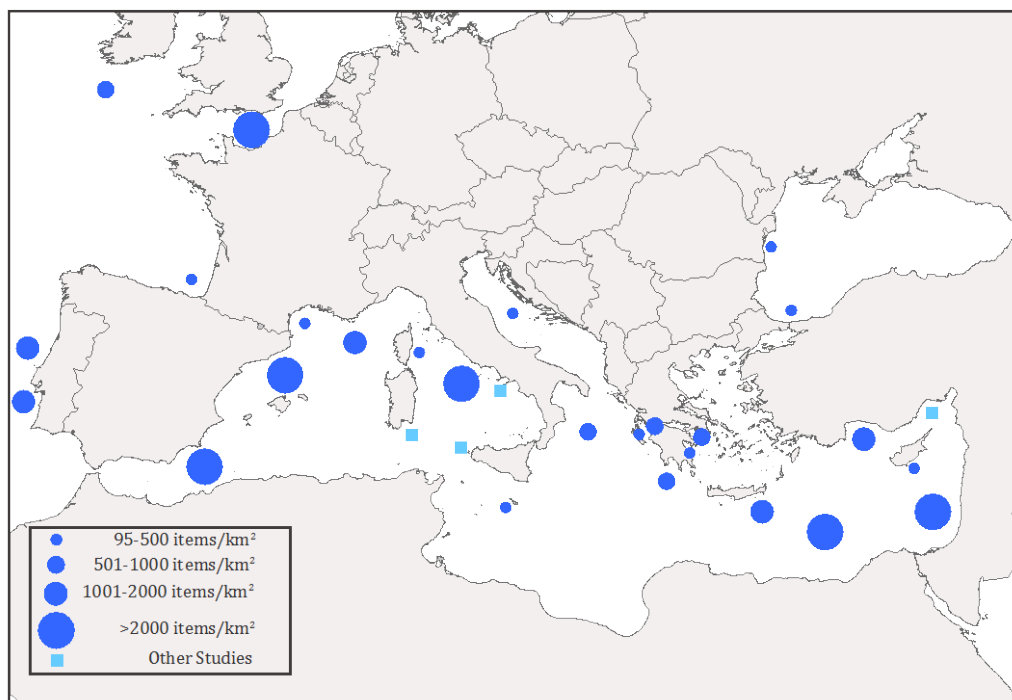 95-500 items/km²
501-1000 items/km²
1001-2000 items/km²
>2000 items/km²
Other Studies